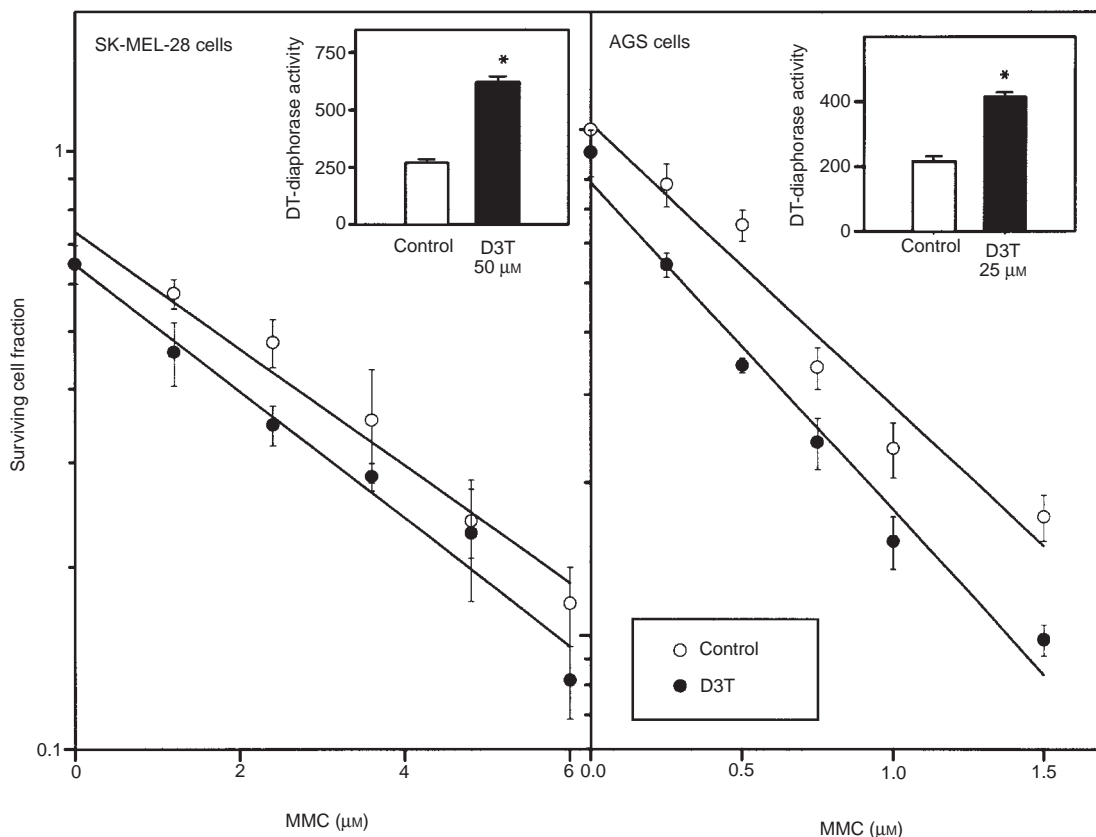 SK-MEL-28 cells
DT-diaphorase activity
750
500
250
0
Control
D3T
50 μM
AGS cells
DT-diaphorase activity
400
200
0
Control
D3T
25 μM
Surviving cell fraction
1
0.1
0
2
4
6
MMC (μM)
0.0
0.5
1.0
1.5
MMC (μM)
Control
D3T
*
*